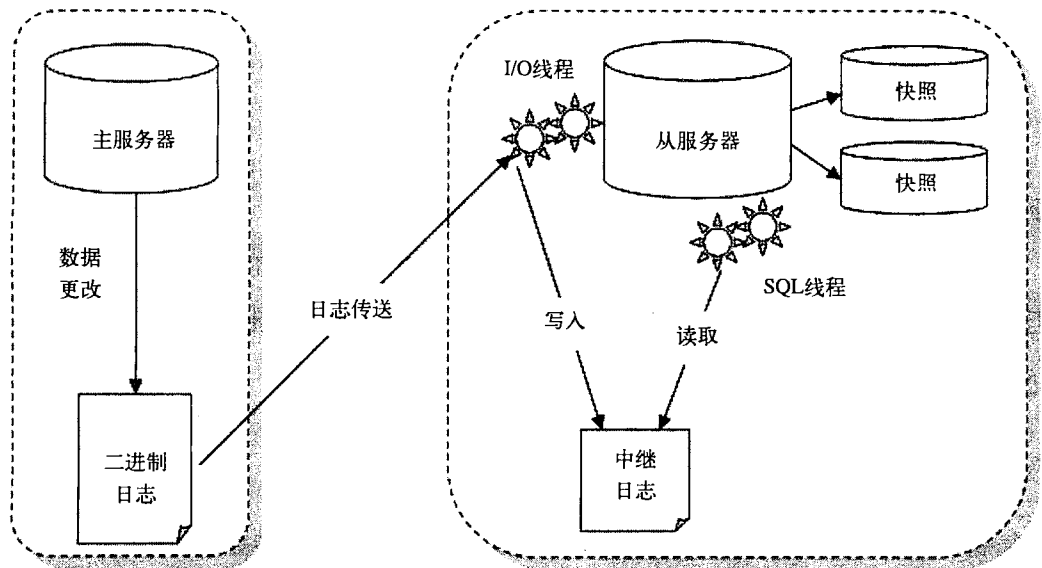 主服务器
数据
更改
二进制
日志
日志传送
I/O线程
从服务器
快照
快照
SQL线程
写入
读取
中继
日志